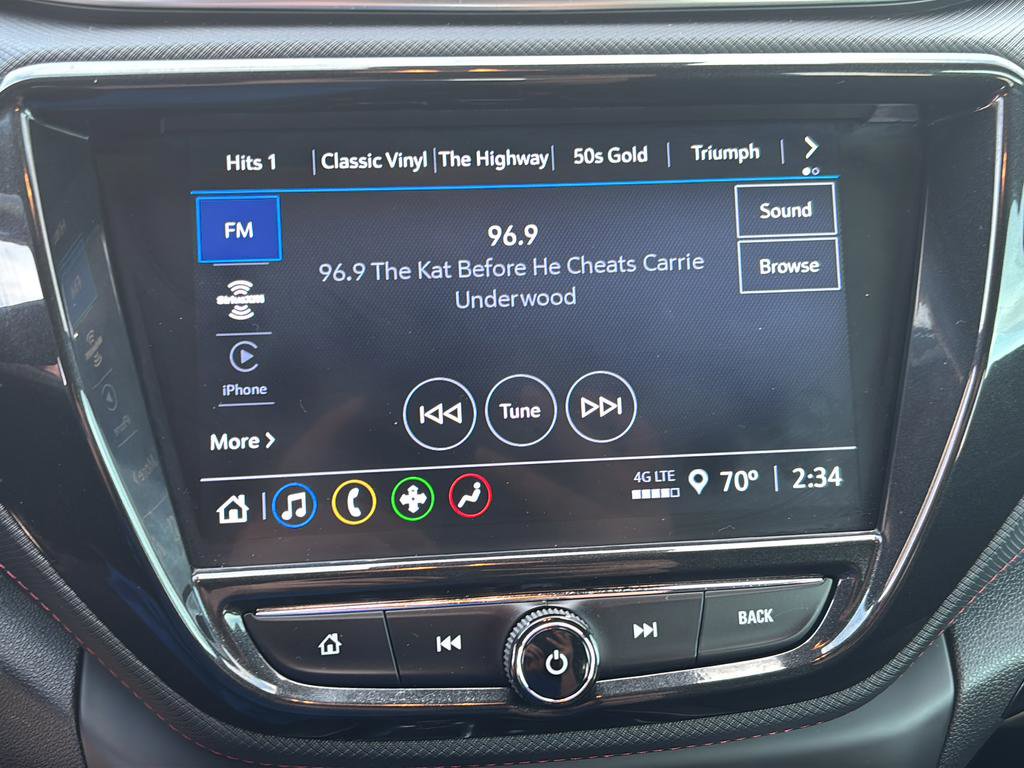 Hits 1 Classic Vinyl The Highway 50s Gold Triumph
FM
96.9
Sound
96.9 The Kat Before He Cheats Carrie
Underwood
Browse
SiriusXM
iPhone
Tune
More
4G LTE 70° 2:34
BACK